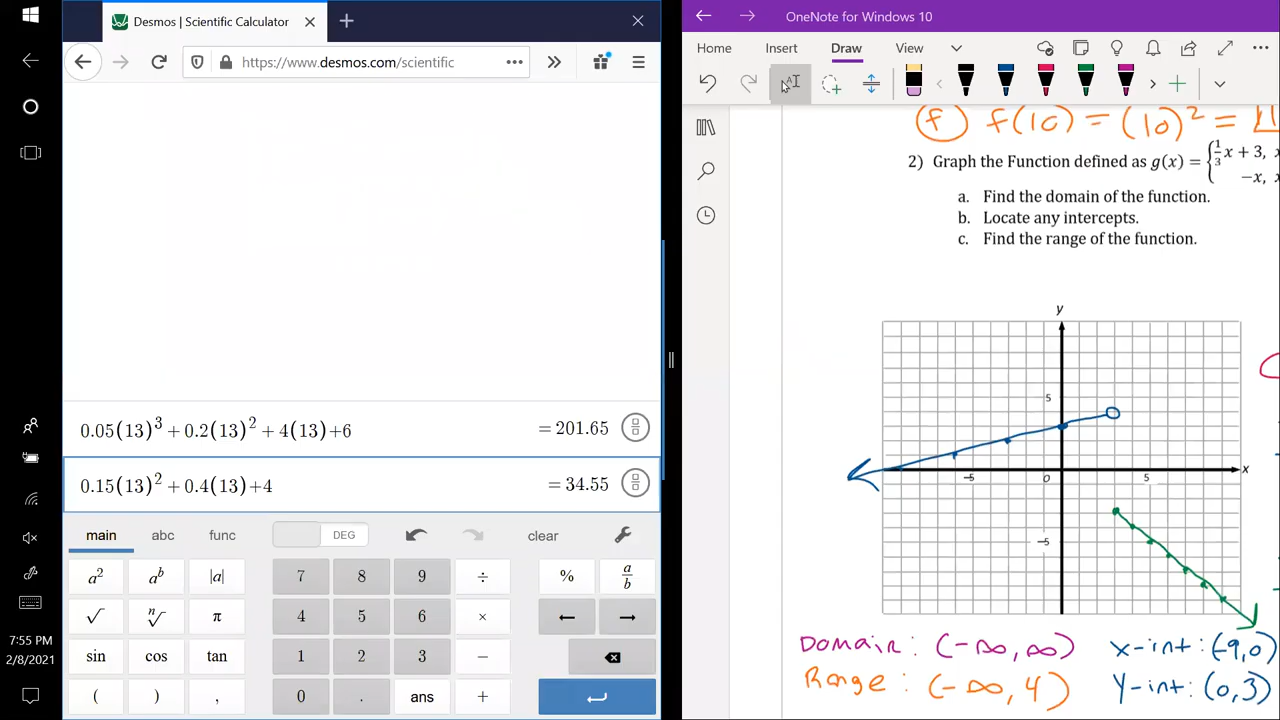 Desmos | Scientific Calculator
https://www.desmos.com/scientific
0.05(13)³ + 0.2(13)² + 4(13)+6
= 201.65
0.15(13)² + 0.4(13)+4
= 34.55
main abc func DEG clear
a² aᵇ |a| 7 8 9 ÷ % a/b
√ ⁿ√ π 4 5 6 × ← →
sin cos tan 1 2 3 −
( ) , 0 . ans +
7:55 PM
2/8/2021
OneNote for Windows 10
Home Insert Draw View
(f) f(10) = (10)² =
2) Graph the Function defined as g(x) = { 1/3 x + 3,
−x,
a. Find the domain of the function.
b. Locate any intercepts.
c. Find the range of the function.
y
5
−5 0 5 x
−5
Domain: (-∞,∞) x-int: (-9,0)
Range: (-∞,4) y-int: (0,3)